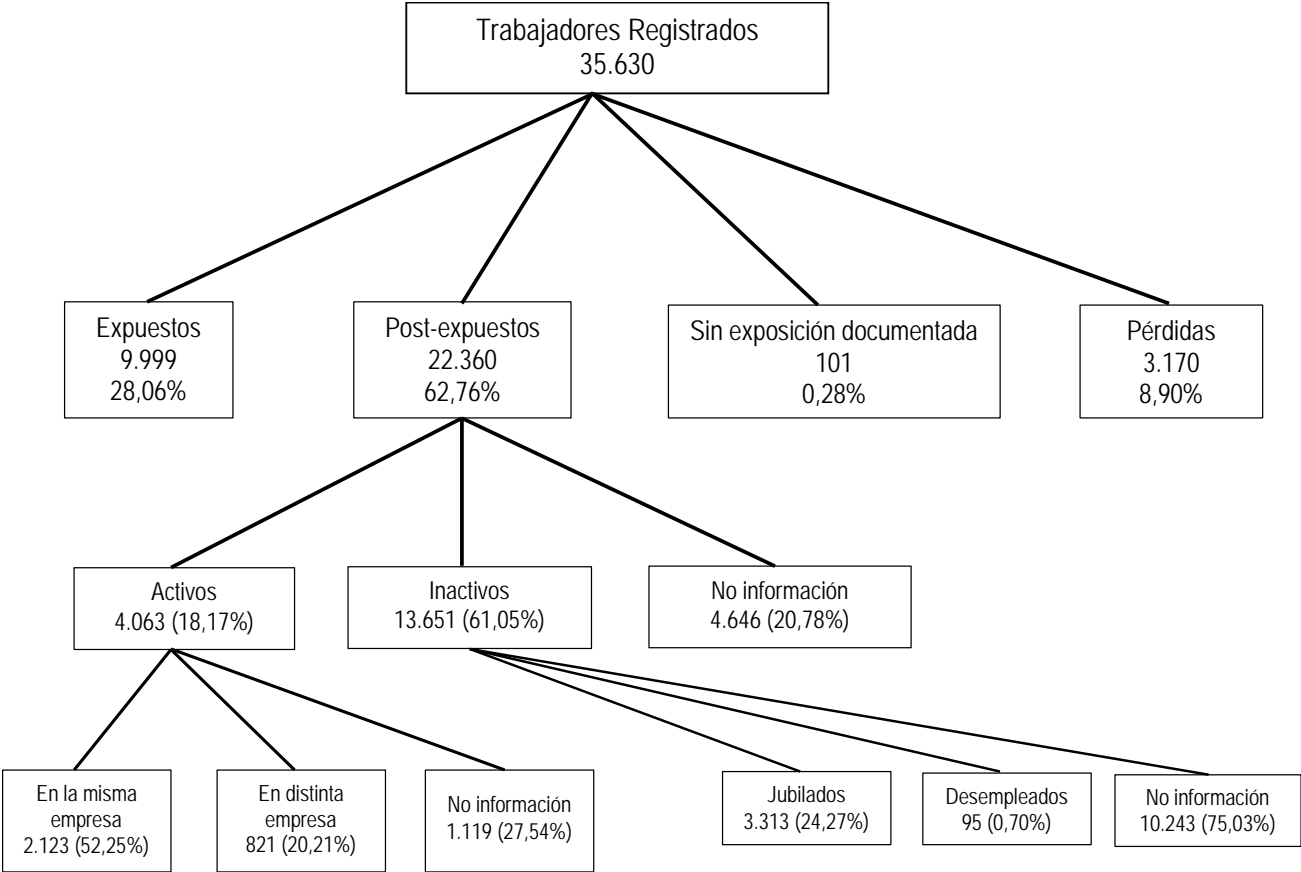 Trabajadores Registrados
35.630
Expuestos
9.999
28,06%
Post-expuestos
22.360
62,76%
Sin exposición documentada
101
0,28%
Pérdidas
3.170
8,90%
Activos
4.063 (18,17%)
Inactivos
13.651 (61,05%)
No información
4.646 (20,78%)
En la misma
empresa
2.123 (52,25%)
En distinta
empresa
821 (20,21%)
No información
1.119 (27,54%)
Jubilados
3.313 (24,27%)
Desempleados
95 (0,70%)
No información
10.243 (75,03%)